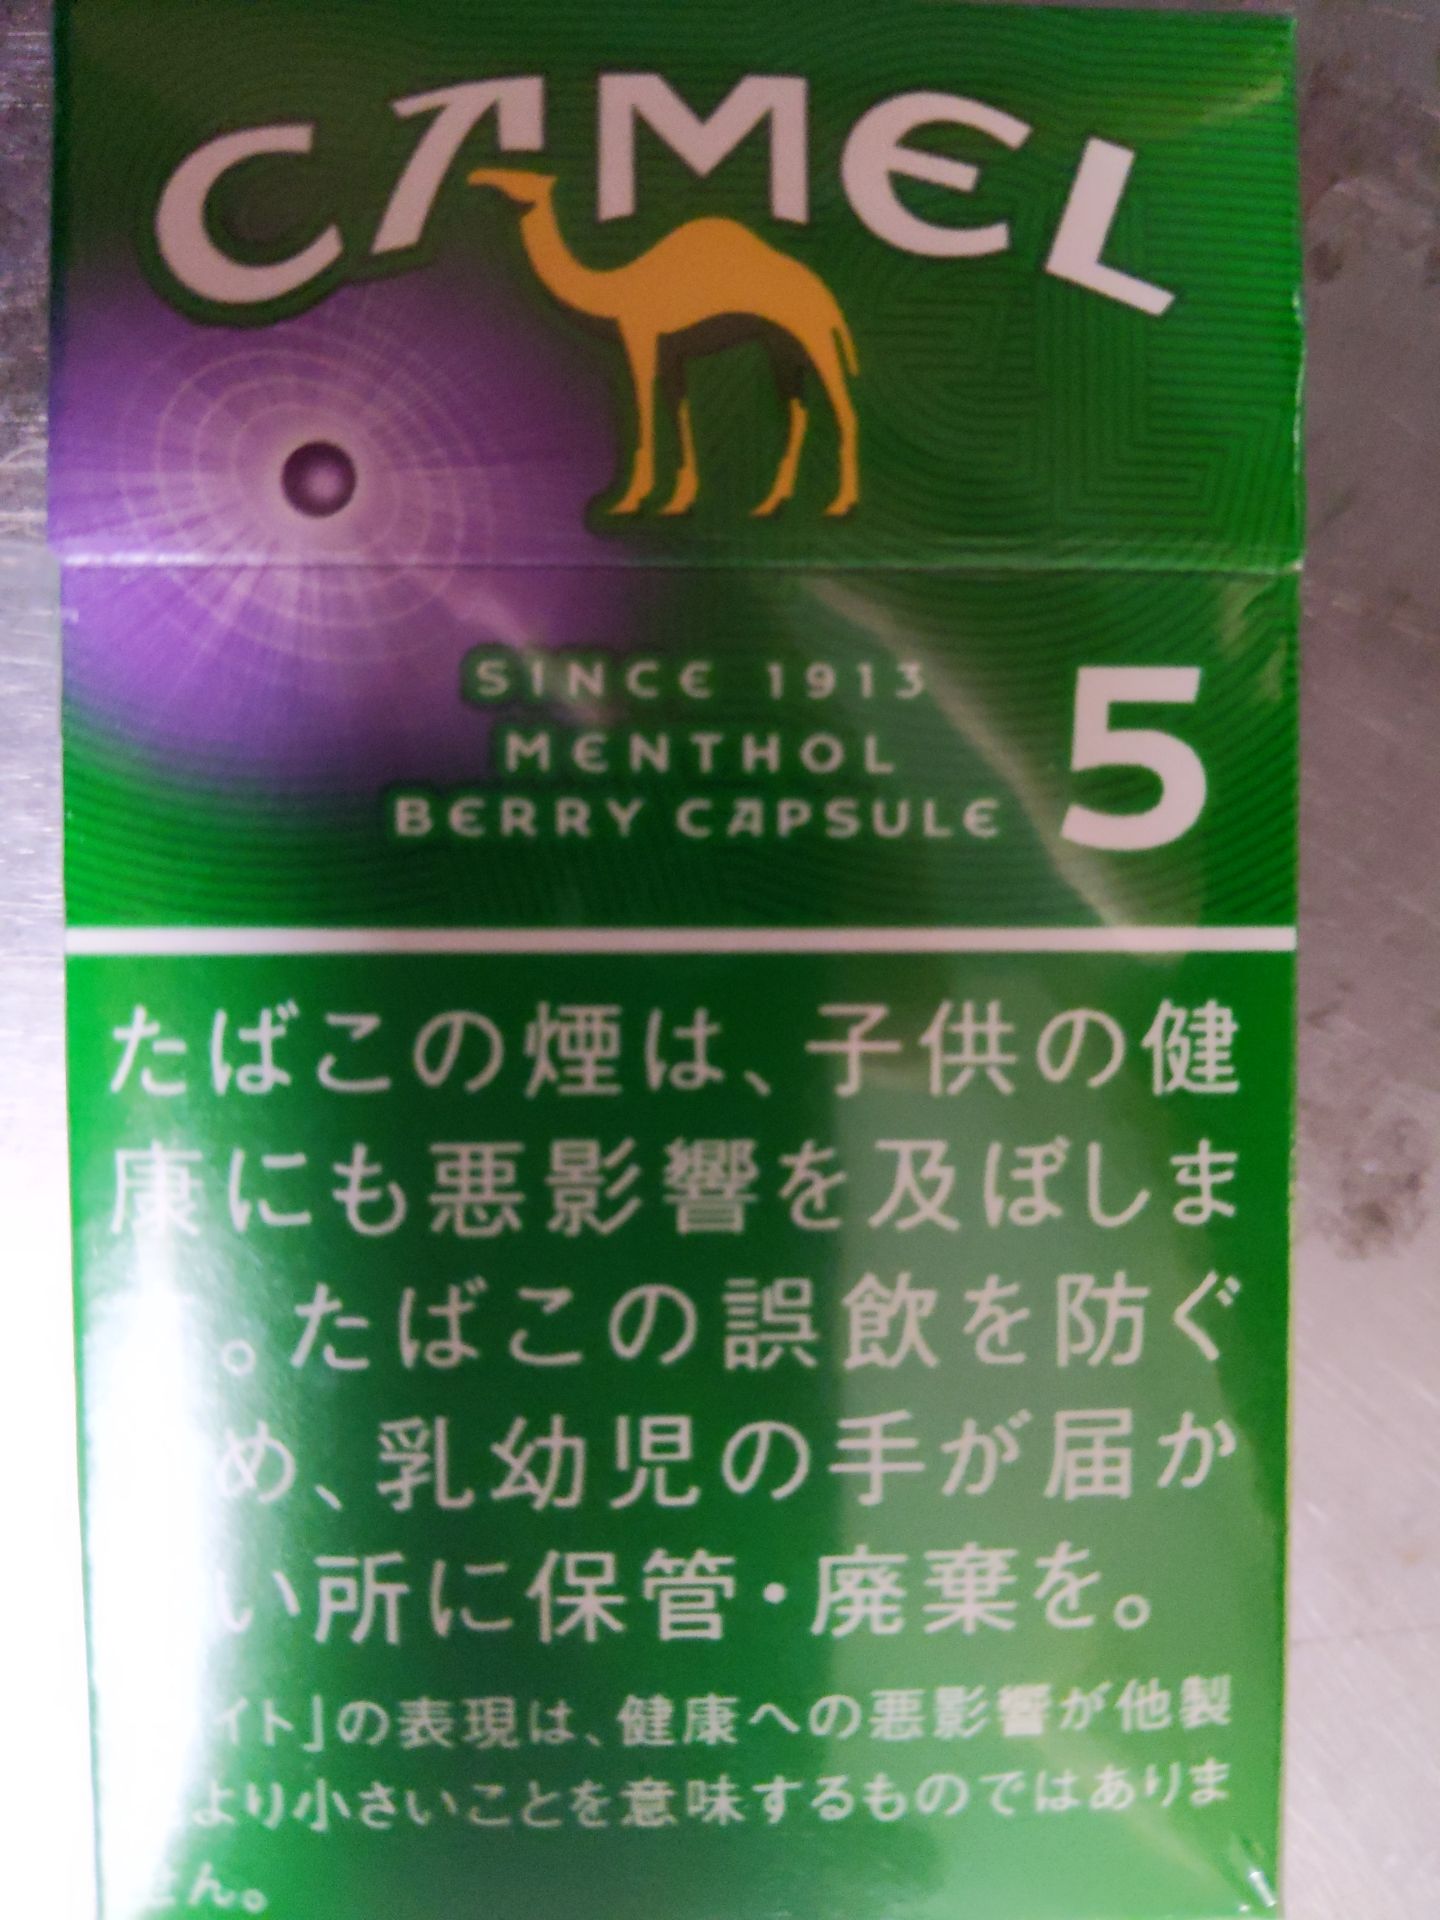 CAMEL
SINCE 1913
MENTHOL
BERRY CAPSULE
5
たばこの煙は、子供の健
康にも悪影響を及ぼしま
。たばこの誤飲を防ぐ
め、乳幼児の手が届か
い所に保管・廃棄を。
イト」の表現は、健康への悪影響が他製
より小さいことを意味するものではありま
せん。